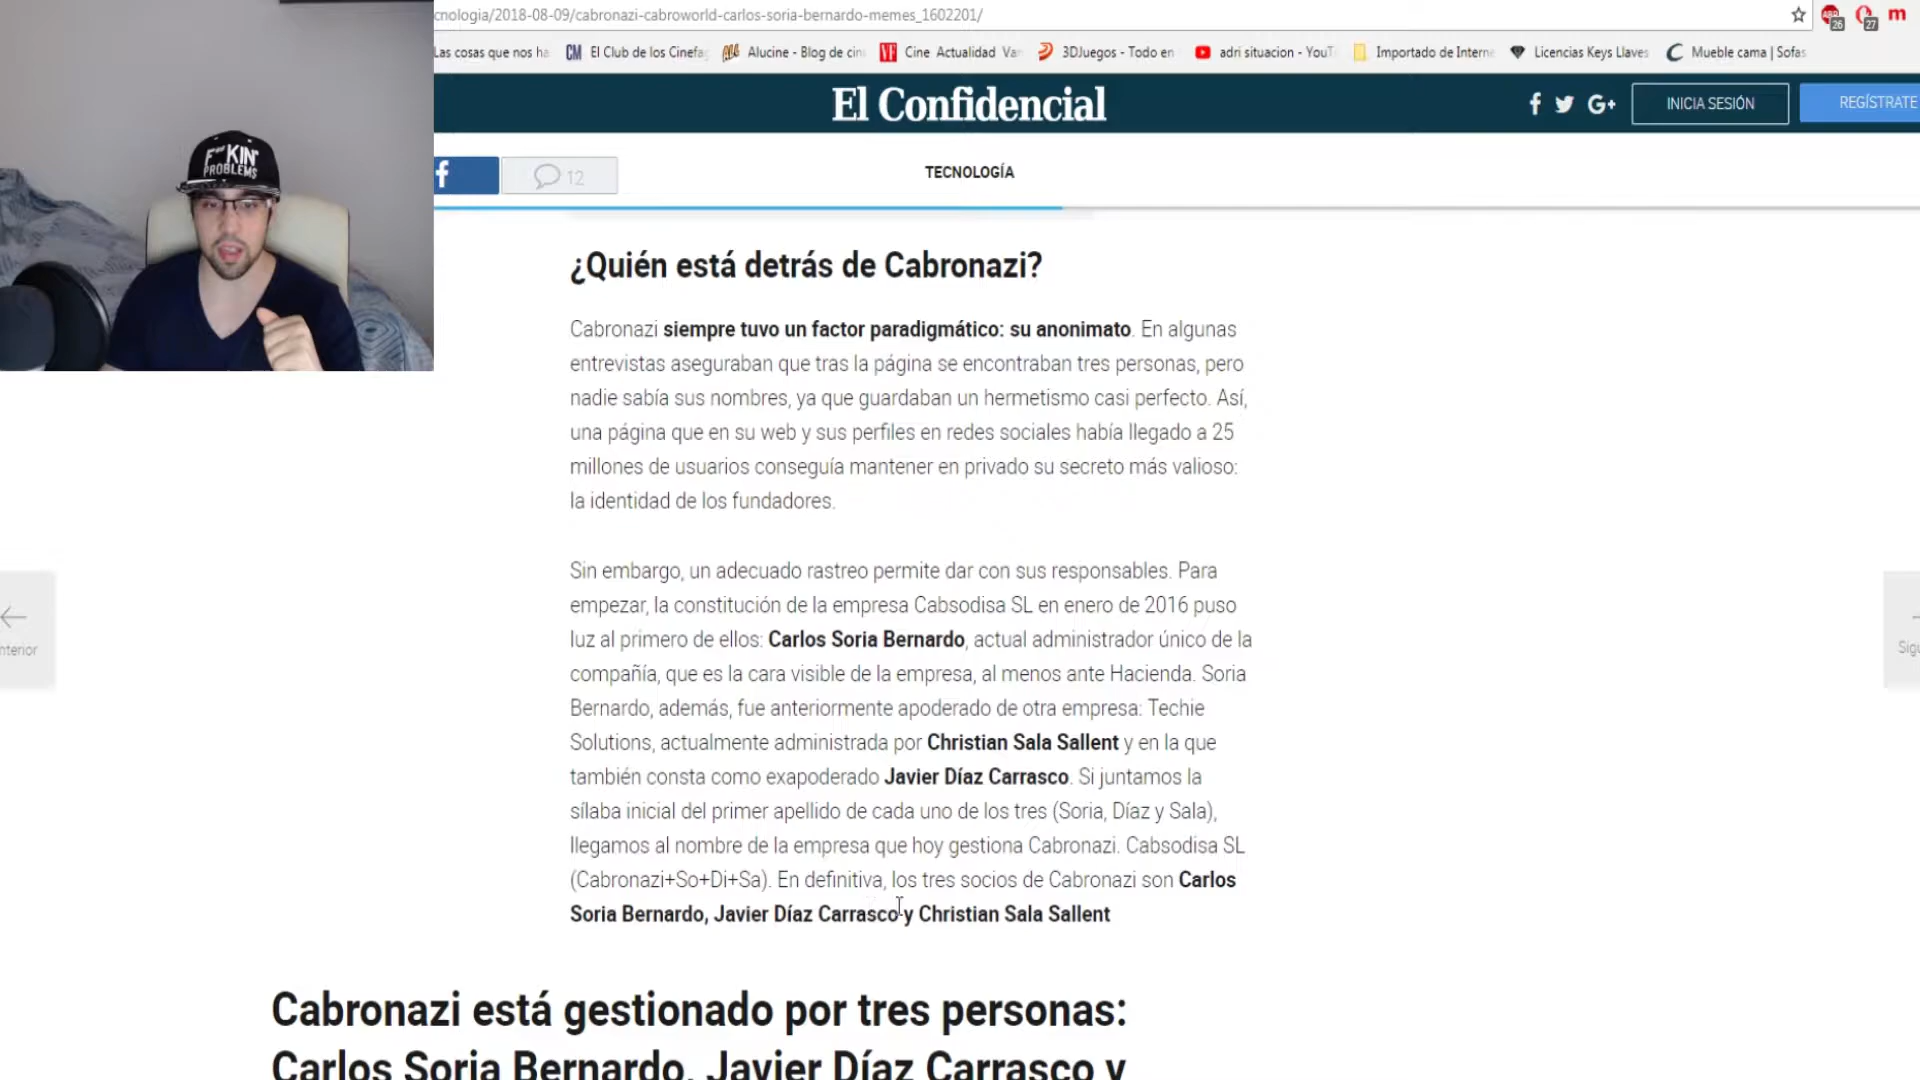 cnologia/2018-08-09/cabronazi-cabroworld-carlos-soria-bernardo-memes_1602201/
ABP
26
27
m
Las cosas que nos ha
CM El Club de los Cinefag
Alucine - Blog de cin
VF Cine Actualidad Va
3DJuegos - Todo en
adri situacion - YouT
Importado de Interne
Licencias Keys Llaves
Mueble cama | Sofas
El Confidencial
f
G+
INICIA SESIÓN
REGÍSTRATE
f
12
TECNOLOGÍA
F**KIN'
PROBLEMS
¿Quién está detrás de Cabronazi?
Cabronazi siempre tuvo un factor paradigmático: su anonimato. En algunas
entrevistas aseguraban que tras la página se encontraban tres personas, pero
nadie sabía sus nombres, ya que guardaban un hermetismo casi perfecto. Así,
una página que en su web y sus perfiles en redes sociales había llegado a 25
millones de usuarios conseguía mantener en privado su secreto más valioso:
la identidad de los fundadores.
Sin embargo, un adecuado rastreo permite dar con sus responsables. Para
empezar, la constitución de la empresa Cabsodisa SL en enero de 2016 puso
luz al primero de ellos: Carlos Soria Bernardo, actual administrador único de la
compañía, que es la cara visible de la empresa, al menos ante Hacienda. Soria
Bernardo, además, fue anteriormente apoderado de otra empresa: Techie
Solutions, actualmente administrada por Christian Sala Sallent y en la que
también consta como exapoderado Javier Díaz Carrasco. Si juntamos la
sílaba inicial del primer apellido de cada uno de los tres (Soria, Díaz y Sala),
llegamos al nombre de la empresa que hoy gestiona Cabronazi. Cabsodisa SL
(Cabronazi+So+Di+Sa). En definitiva, los tres socios de Cabronazi son Carlos
Soria Bernardo, Javier Díaz Carrasco y Christian Sala Sallent
nterior
Sigu
Cabronazi está gestionado por tres personas:
Carlos Soria Bernardo, Javier Díaz Carrasco y